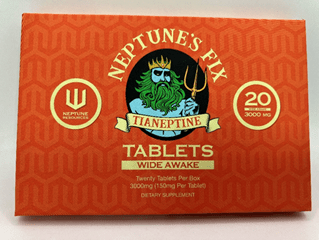 NEPTUNE'S FIX
TIANEPTINE
NEPTUNE
RESOURCES
20
3000 MG
TABLETS
WIDE AWAKE
Twenty Tablets Per Box
3000mg (150mg Per Tablet)
DIETARY SUPPLEMENT